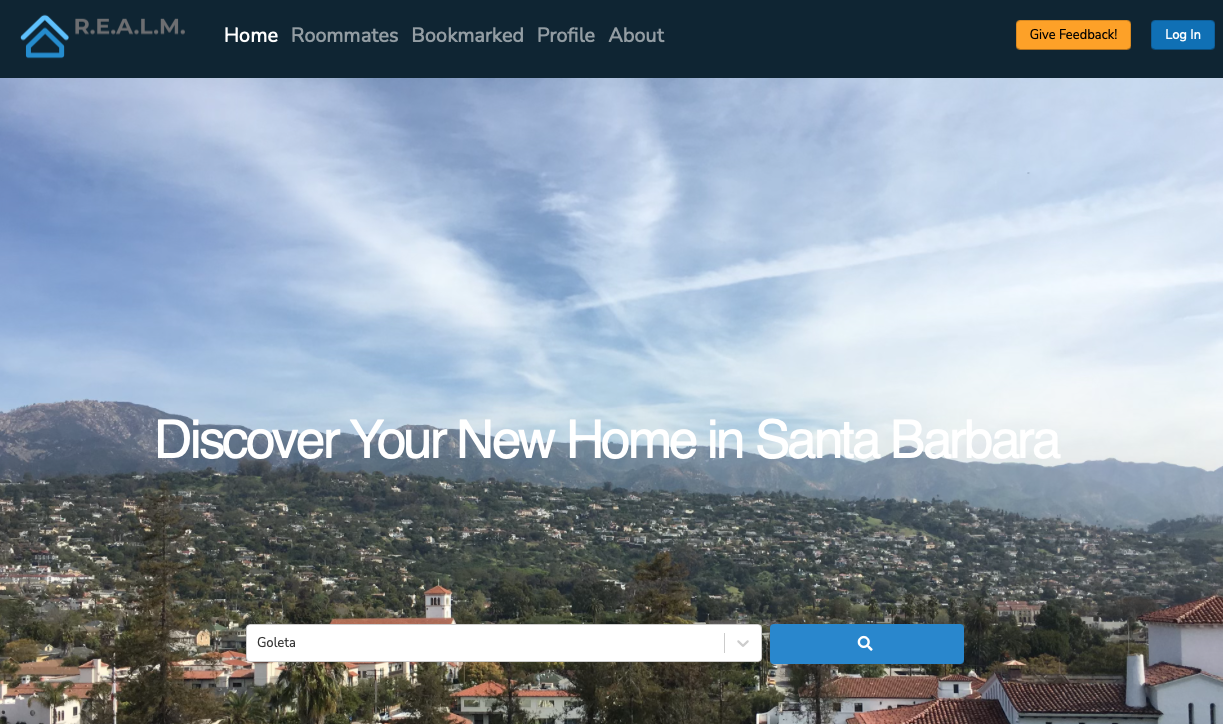 R.E.A.L.M.
Home Roommates Bookmarked Profile About
Give Feedback! Log In
Discover Your New Home in Santa Barbara
Goleta